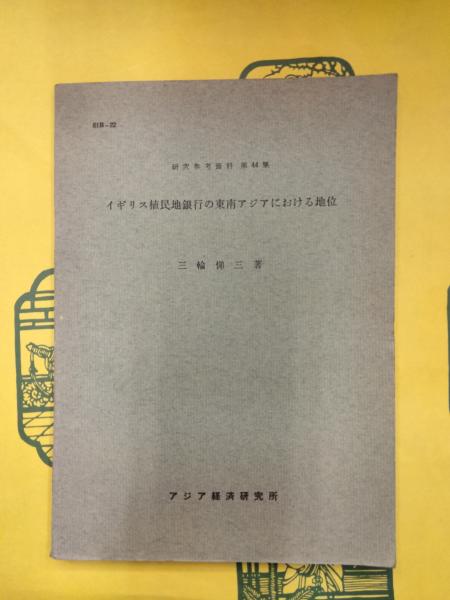 61B-22
研究参考資料 第44集
イギリス植民地銀行の東南アジアにおける地位
三輪悌三著
アジア経済研究所